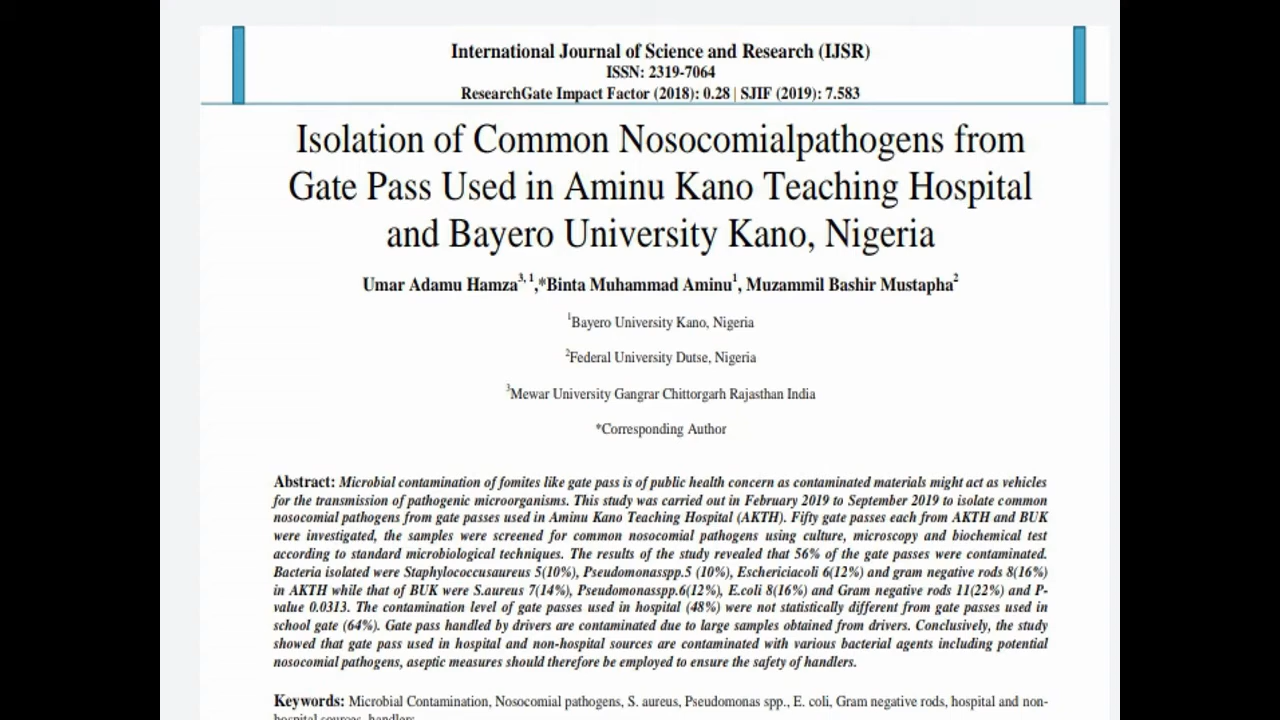 International Journal of Science and Research (IJSR)
ISSN: 2319-7064
ResearchGate Impact Factor (2018): 0.28 | SJIF (2019): 7.583
Isolation of Common Nosocomialpathogens from
Gate Pass Used in Aminu Kano Teaching Hospital
and Bayero University Kano, Nigeria
Umar Adamu Hamza3, 1,*Binta Muhammad Aminu1, Muzammil Bashir Mustapha2
1Bayero University Kano, Nigeria
2Federal University Dutse, Nigeria
3Mewar University Gangrar Chittorgarh Rajasthan India
*Corresponding Author
Abstract: Microbial contamination of fomites like gate pass is of public health concern as contaminated materials might act as vehicles
for the transmission of pathogenic microorganisms. This study was carried out in February 2019 to September 2019 to isolate common
nosocomial pathogens from gate passes used in Aminu Kano Teaching Hospital (AKTH). Fifty gate passes each from AKTH and BUK
were investigated, the samples were screened for common nosocomial pathogens using culture, microscopy and biochemical test
according to standard microbiological techniques. The results of the study revealed that 56% of the gate passes were contaminated.
Bacteria isolated were Staphylococcusaureus 5(10%), Pseudomonasspp.5 (10%), Eschericiacoli 6(12%) and gram negative rods 8(16%)
in AKTH while that of BUK were S.aureus 7(14%), Pseudomonasspp.6(12%), E.coli 8(16%) and Gram negative rods 11(22%) and P-
value 0.0313. The contamination level of gate passes used in hospital (48%) were not statistically different from gate passes used in
school gate (64%). Gate pass handled by drivers are contaminated due to large samples obtained from drivers. Conclusively, the study
showed that gate pass used in hospital and non-hospital sources are contaminated with various bacterial agents including potential
nosocomial pathogens, aseptic measures should therefore be employed to ensure the safety of handlers.
Keywords: Microbial Contamination, Nosocomial pathogens, S. aureus, Pseudomonas spp., E. coli, Gram negative rods, hospital and non-
hospital sources, handlers